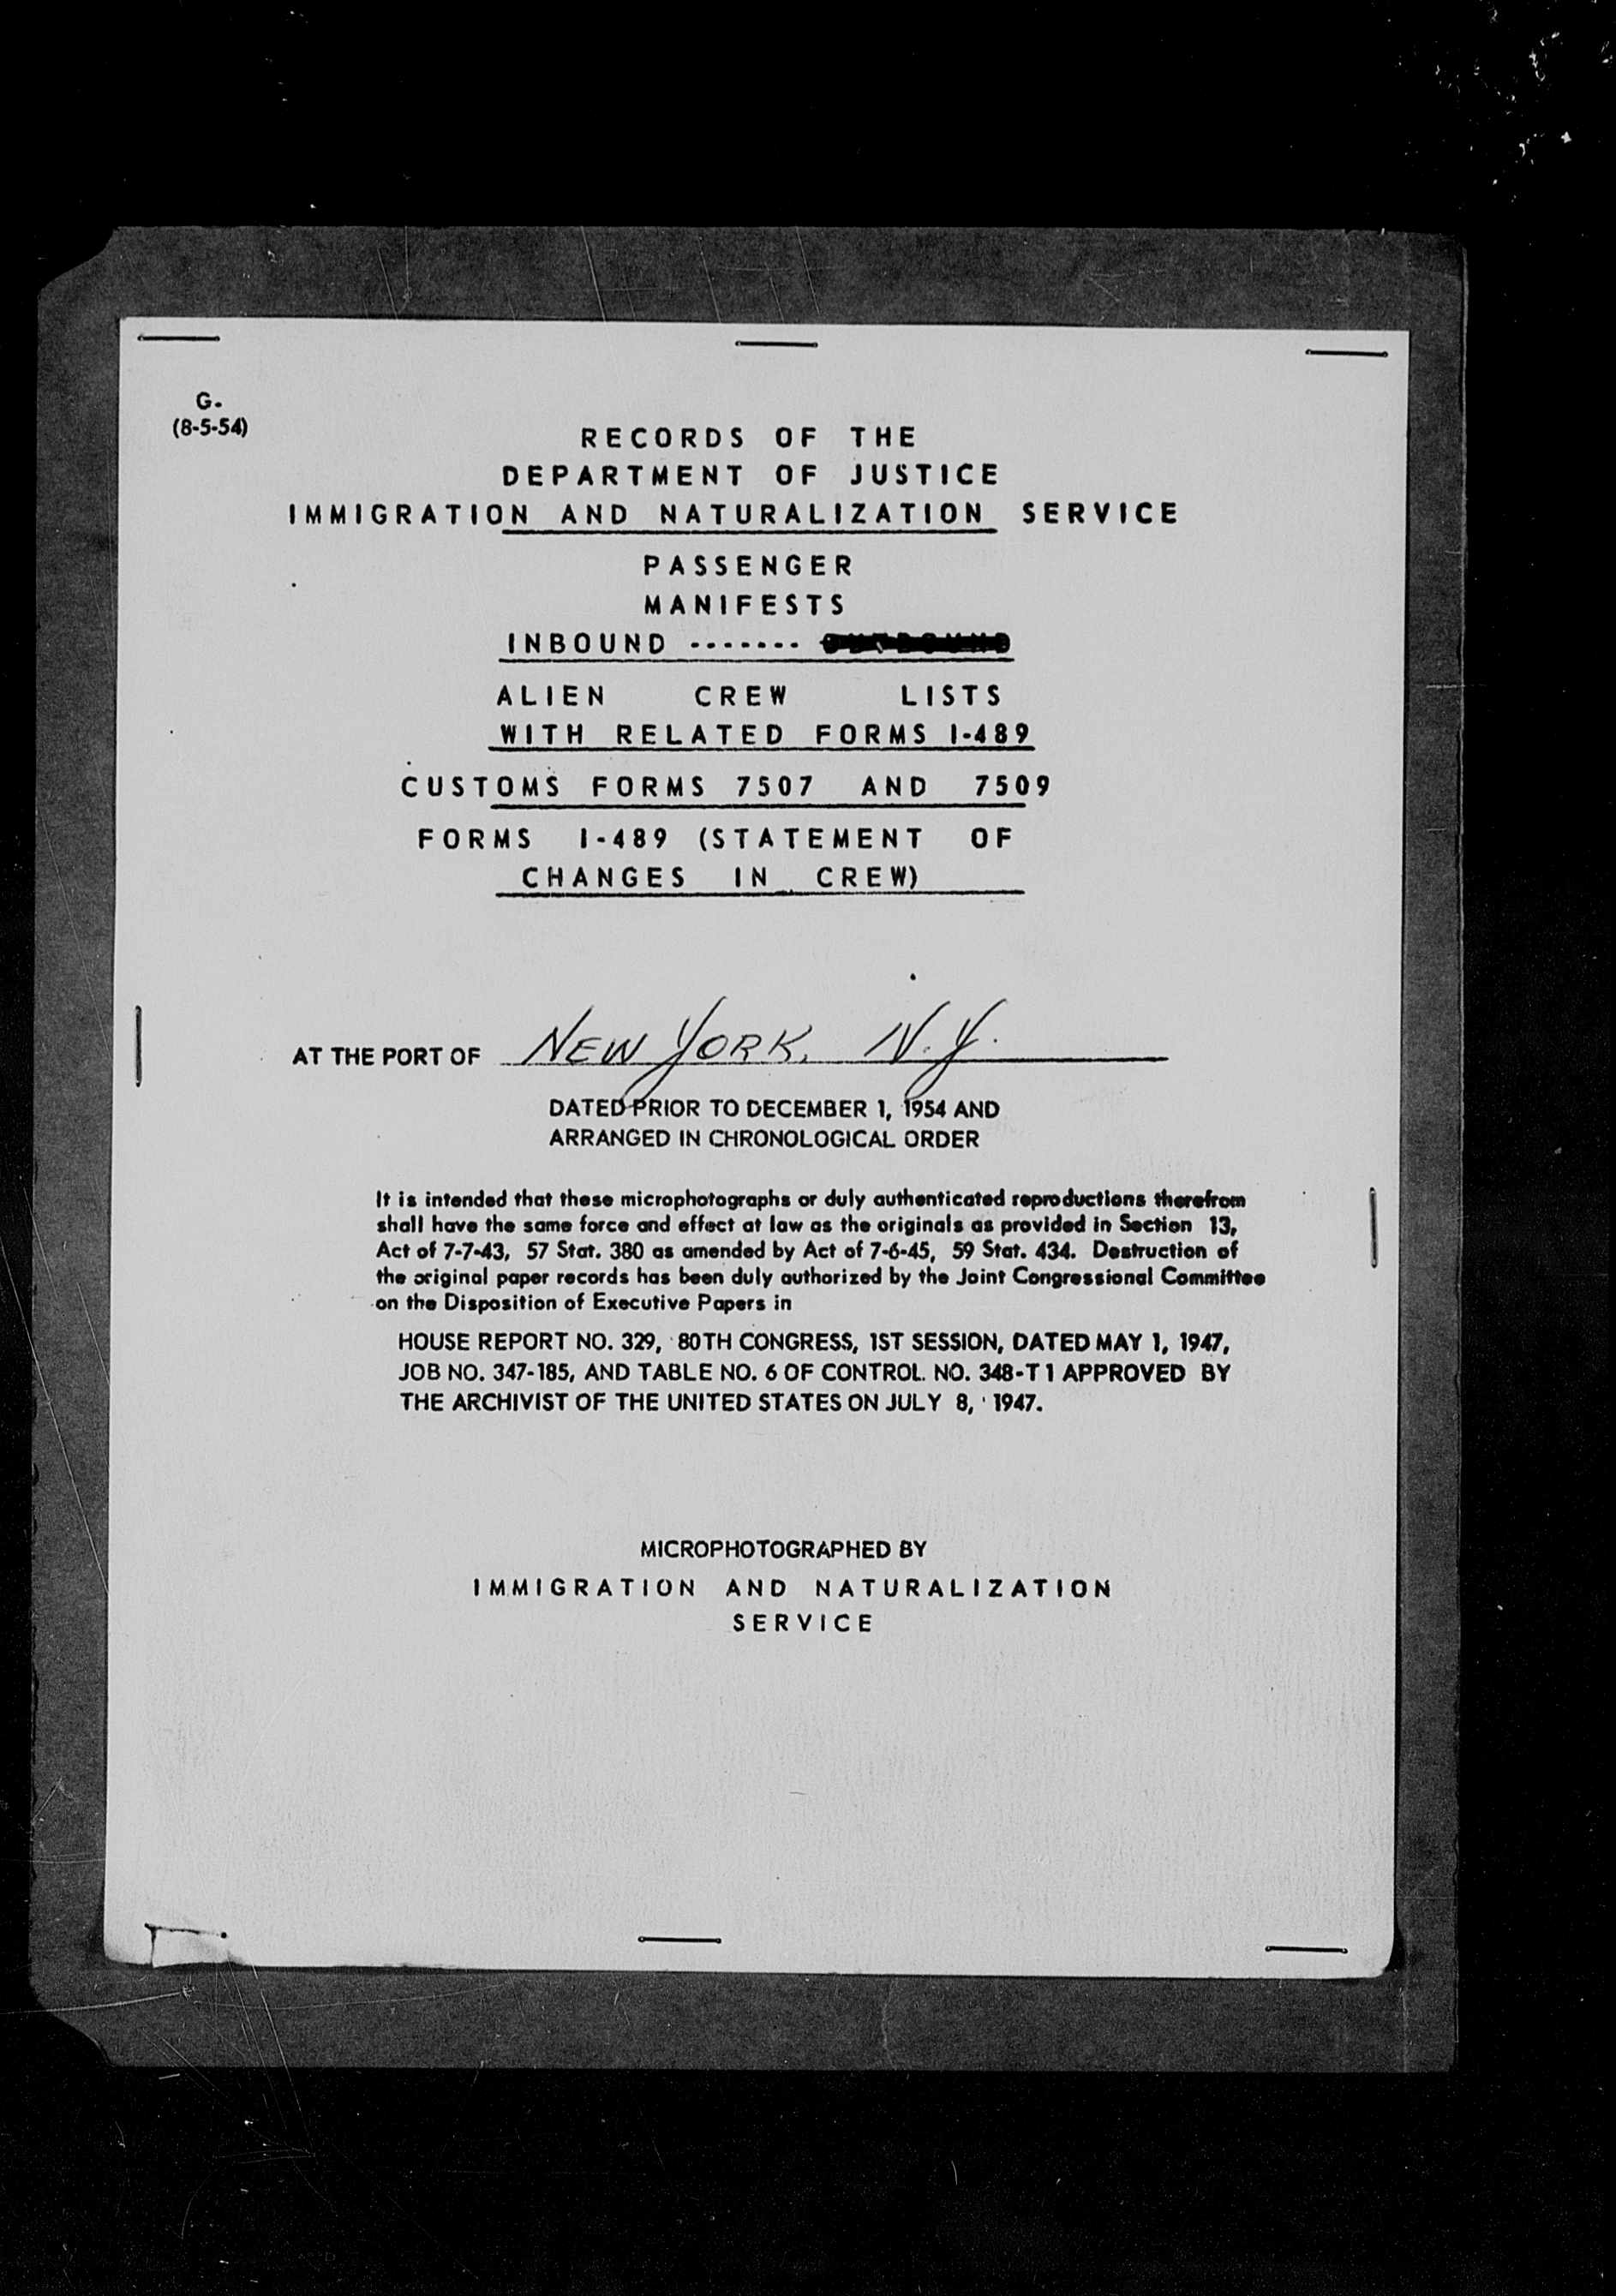 G.
(8-5-54)
RECORDS OF THE
DEPARTMENT OF JUSTICE
IMMIGRATION AND NATURALIZATION SERVICE
PASSENGER
MANIFESTS
INBOUND -------
ALIEN CREW LISTS
WITH RELATED FORMS I-489
CUSTOMS FORMS 7507 AND 7509
FORMS I-489 (STATEMENT OF
CHANGES IN CREW)
AT THE PORT OF NEW YORK, N.Y.
DATED PRIOR TO DECEMBER 1, 1954 AND
ARRANGED IN CHRONOLOGICAL ORDER
It is intended that these microphotographs or duly authenticated reproductions therefrom
shall have the same force and effect at law as the originals as provided in Section 13,
Act of 7-7-43, 57 Stat. 380 as amended by Act of 7-6-45, 59 Stat. 434. Destruction of
the original paper records has been duly authorized by the Joint Congressional Committee
on the Disposition of Executive Papers in
HOUSE REPORT NO. 329, 80TH CONGRESS, 1ST SESSION, DATED MAY 1, 1947,
JOB NO. 347-185, AND TABLE NO. 6 OF CONTROL NO. 348-T1 APPROVED BY
THE ARCHIVIST OF THE UNITED STATES ON JULY 8, 1947.
MICROPHOTOGRAPHED BY
IMMIGRATION AND NATURALIZATION
SERVICE